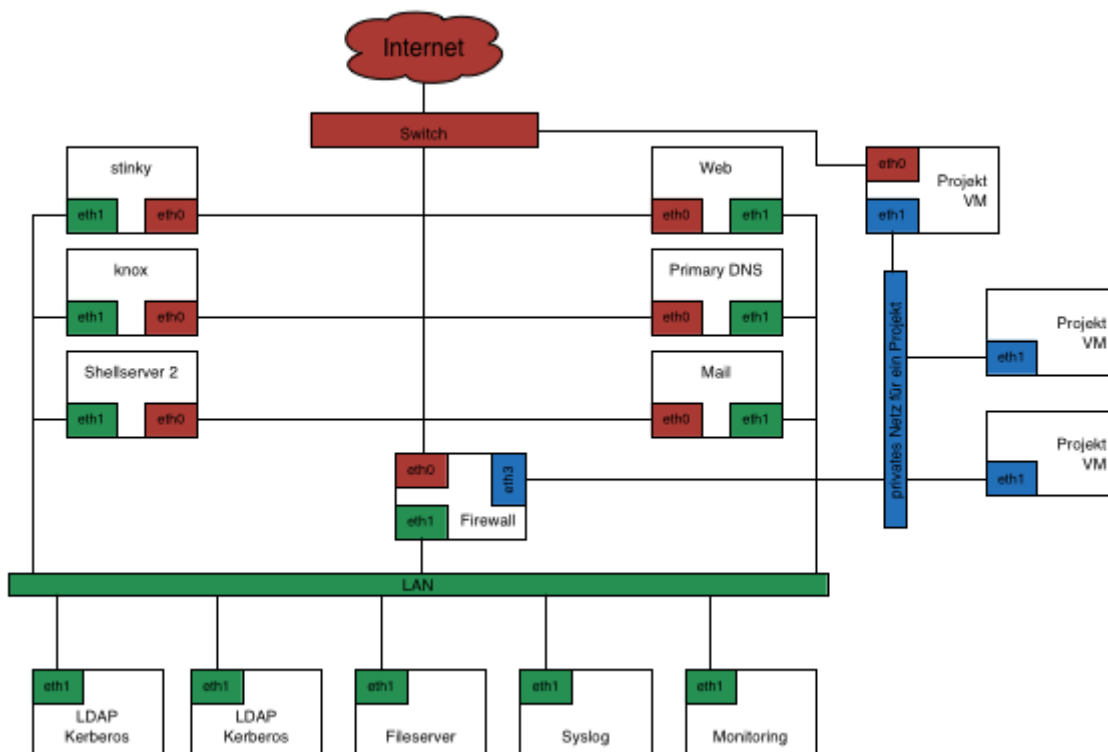 Internet
Switch
stinky
eth1
eth0
Web
eth0
eth1
eth0
Projekt
VM
eth1
knox
eth1
eth0
Primary DNS
eth0
eth1
privates Netz für ein Projekt
Projekt
VM
eth1
Shellserver 2
eth1
eth0
Mail
eth0
eth1
Projekt
VM
eth1
eth0
eth3
eth1
Firewall
LAN
eth1
LDAP
Kerberos
eth1
LDAP
Kerberos
eth1
Fileserver
eth1
Syslog
eth1
Monitoring